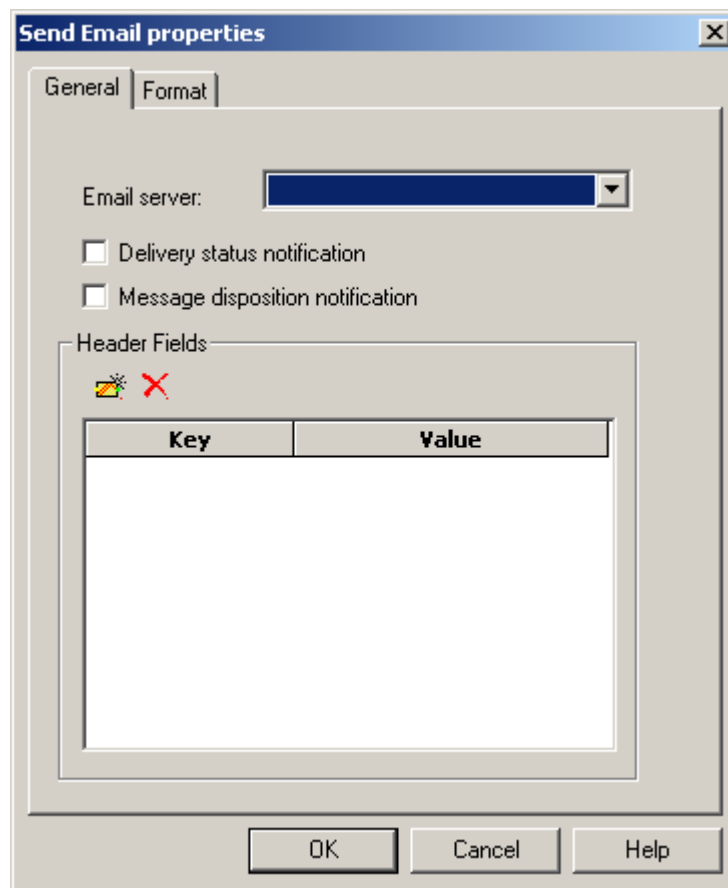 Send Email properties
General Format
Email server:
Delivery status notification
Message disposition notification
Header Fields
Key Value
OK Cancel Help